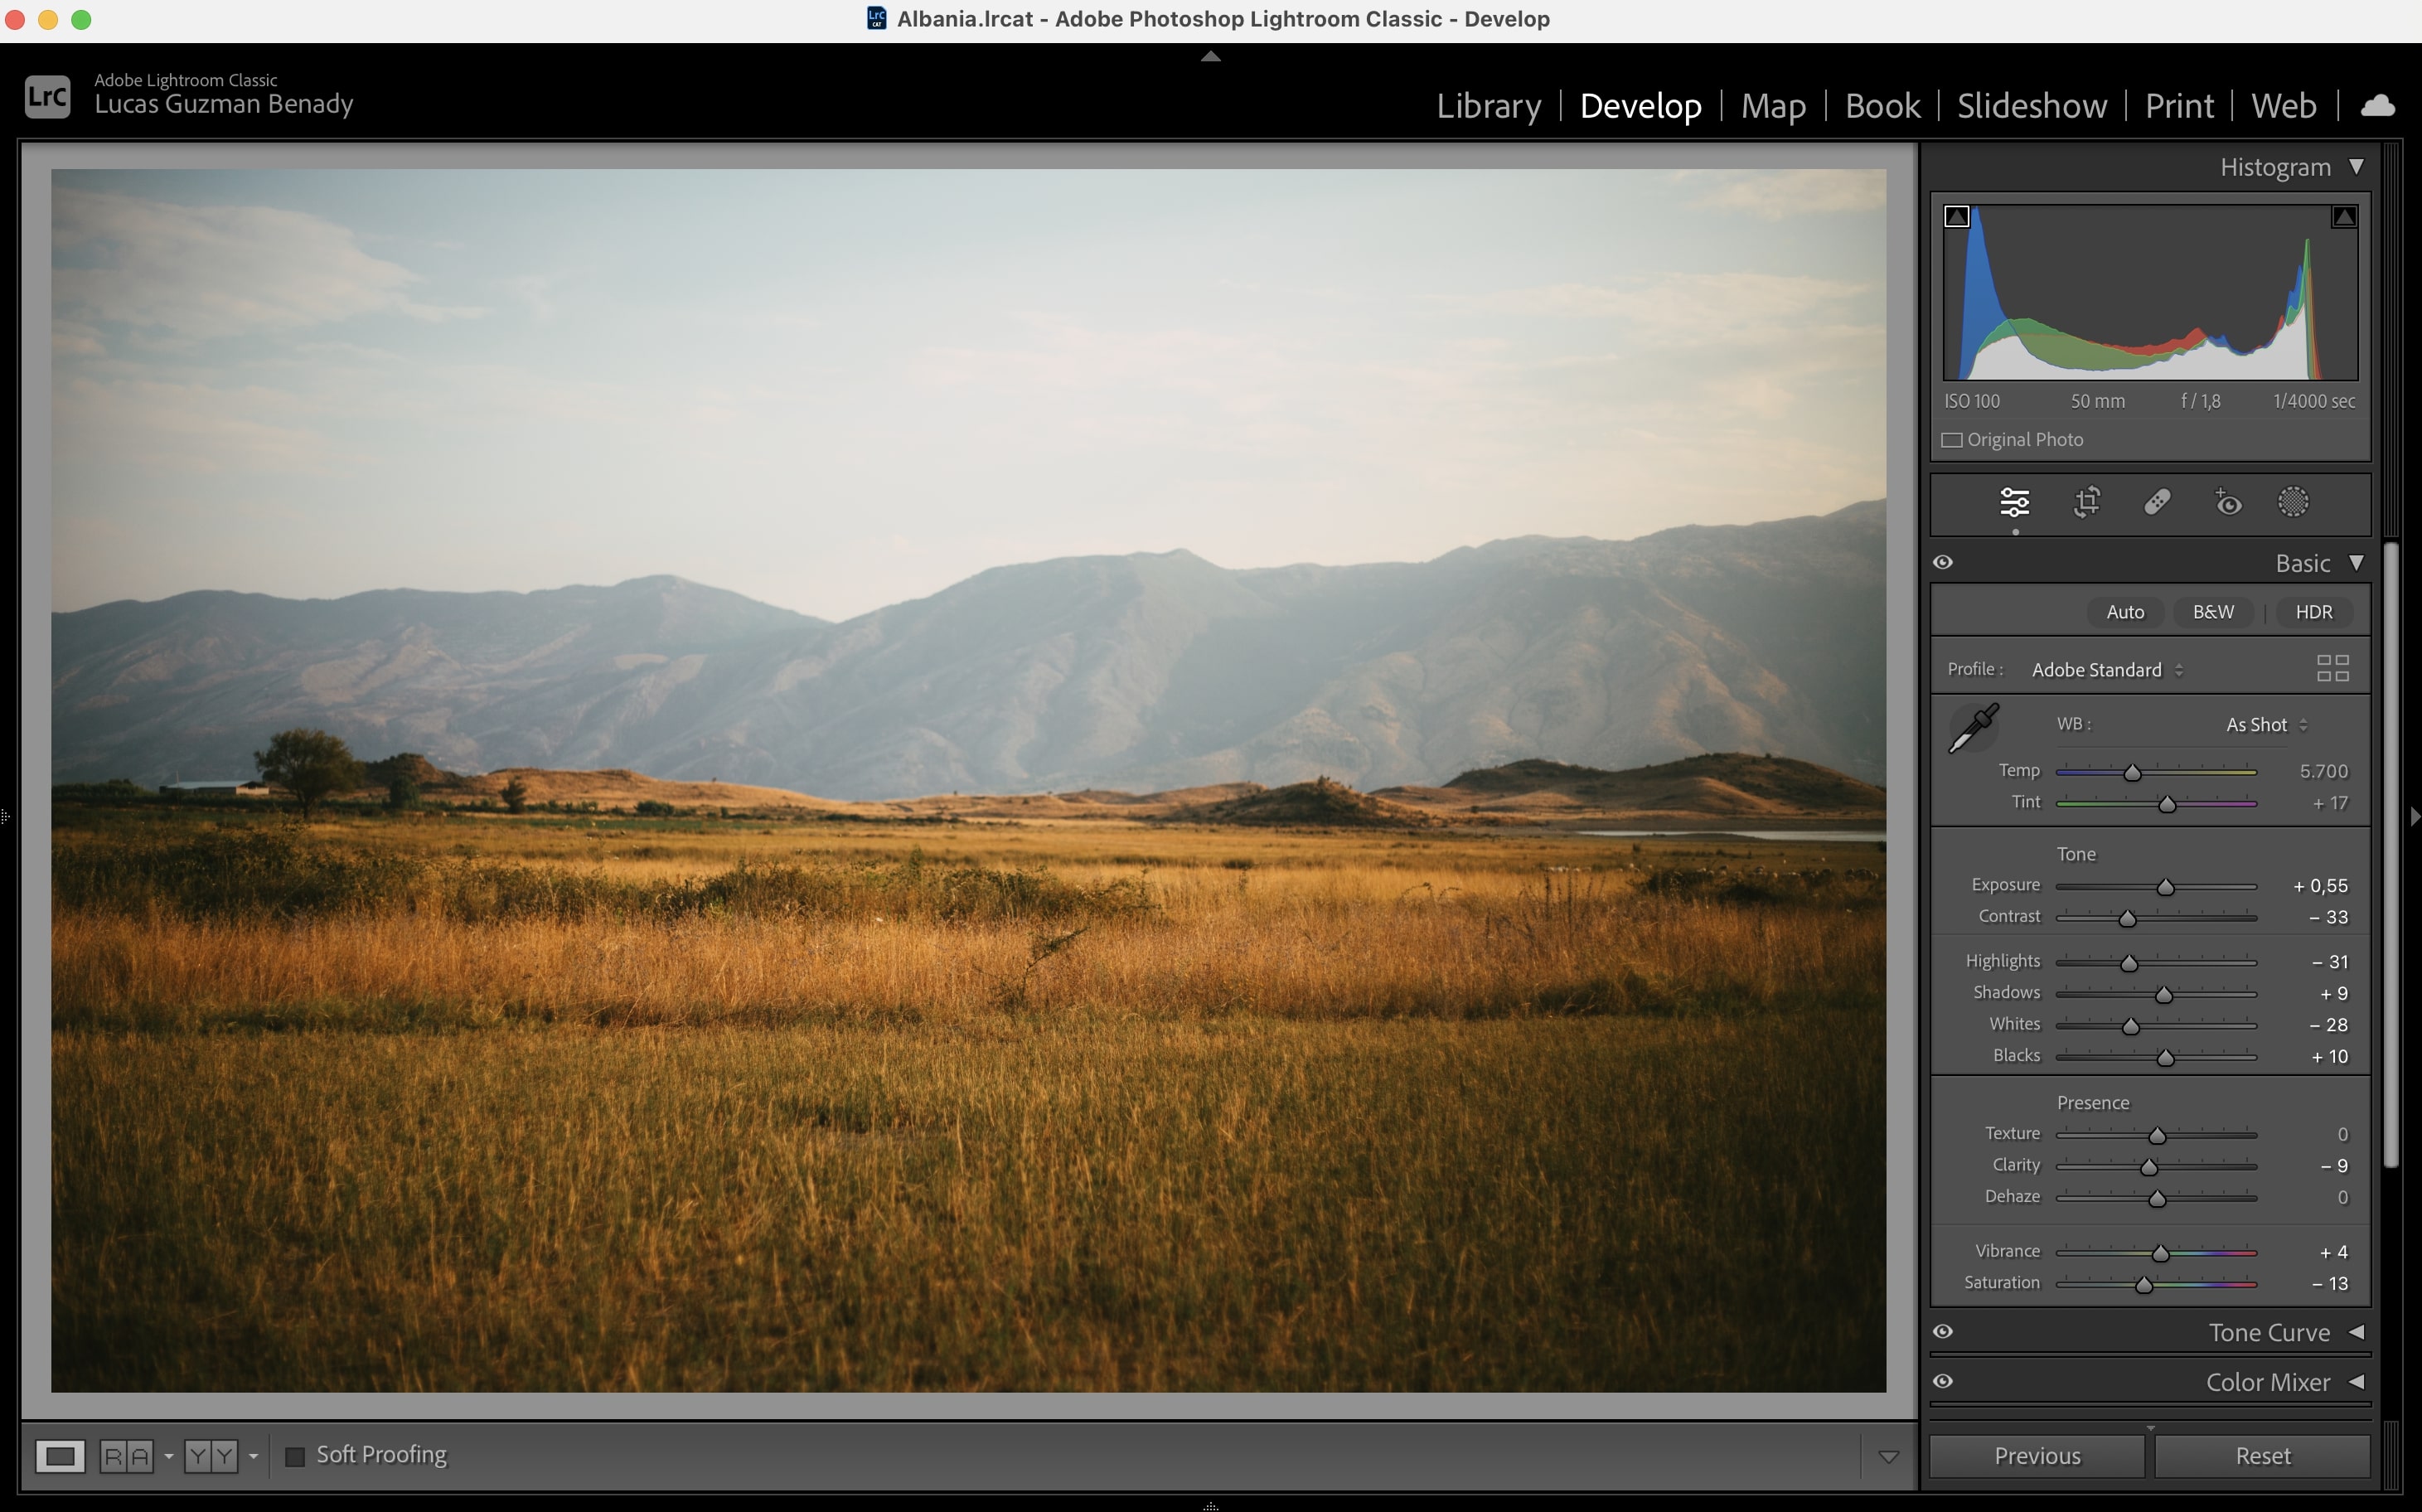 Albania.lrcat - Adobe Photoshop Lightroom Classic - Develop
LrC
CAT
LrC
Adobe Lightroom Classic
Lucas Guzman Benady
Library | Develop | Map | Book | Slideshow | Print | Web
Histogram
ISO 100 50 mm f / 1,8 1/4000 sec
Original Photo
Basic
Auto B&W | HDR
Profile : Adobe Standard
WB : As Shot
Temp 5.700
Tint + 17
Tone
Exposure + 0,55
Contrast – 33
Highlights – 31
Shadows + 9
Whites – 28
Blacks + 10
Presence
Texture 0
Clarity – 9
Dehaze 0
Vibrance + 4
Saturation – 13
Tone Curve
Color Mixer
R A Y Y Soft Proofing
Previous Reset